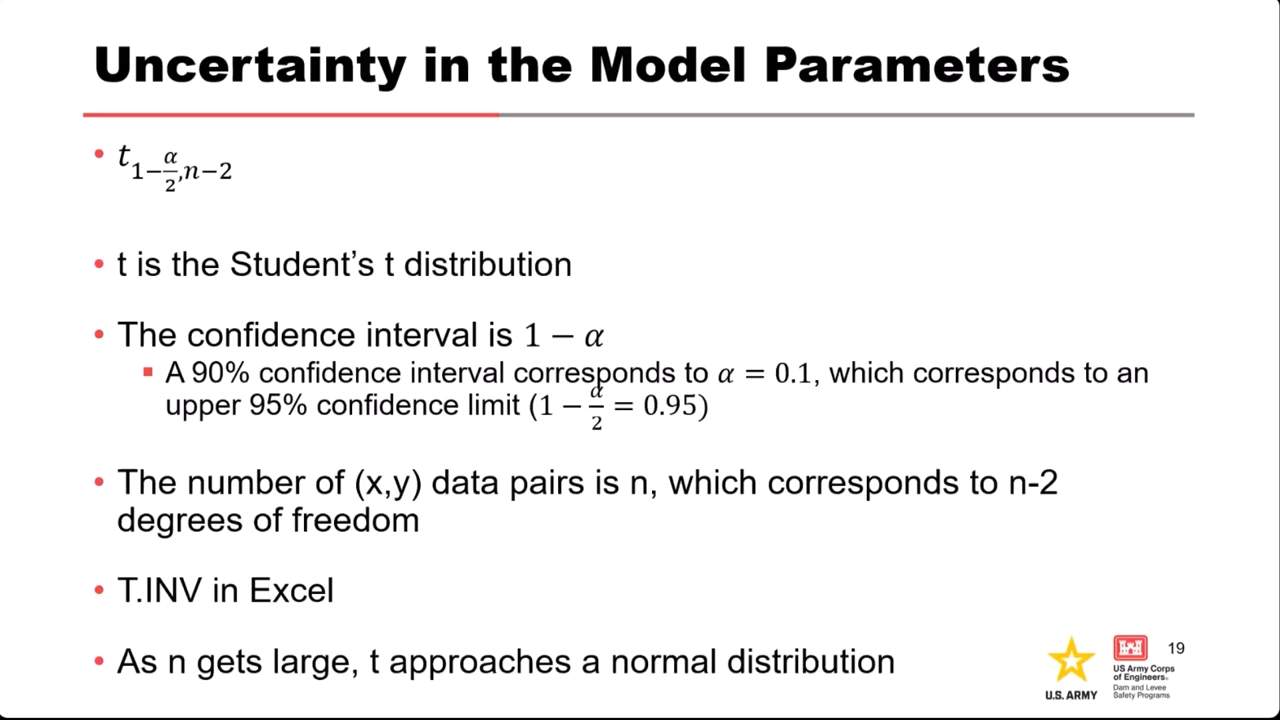 Uncertainty in the Model Parameters
• t₁₋α/₂,ₙ₋₂
• t is the Student’s t distribution
• The confidence interval is 1 − α
▪ A 90% confidence interval corresponds to α = 0.1, which corresponds to an
upper 95% confidence limit (1 − α/2 = 0.95)
• The number of (x,y) data pairs is n, which corresponds to n-2
degrees of freedom
• T.INV in Excel
• As n gets large, t approaches a normal distribution
U.S. ARMY
US Army Corps
of Engineers®
Dam and Levee
Safety Programs
19